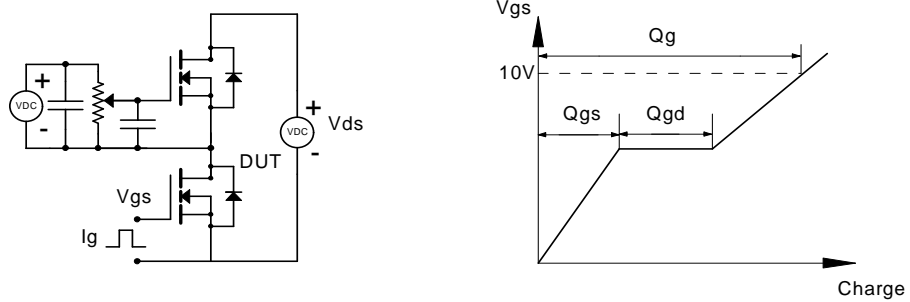 +
VDC
-
+
VDC
-
Vds
DUT
Vgs
Ig
Vgs
Qg
10V
Qgs
Qgd
Charge